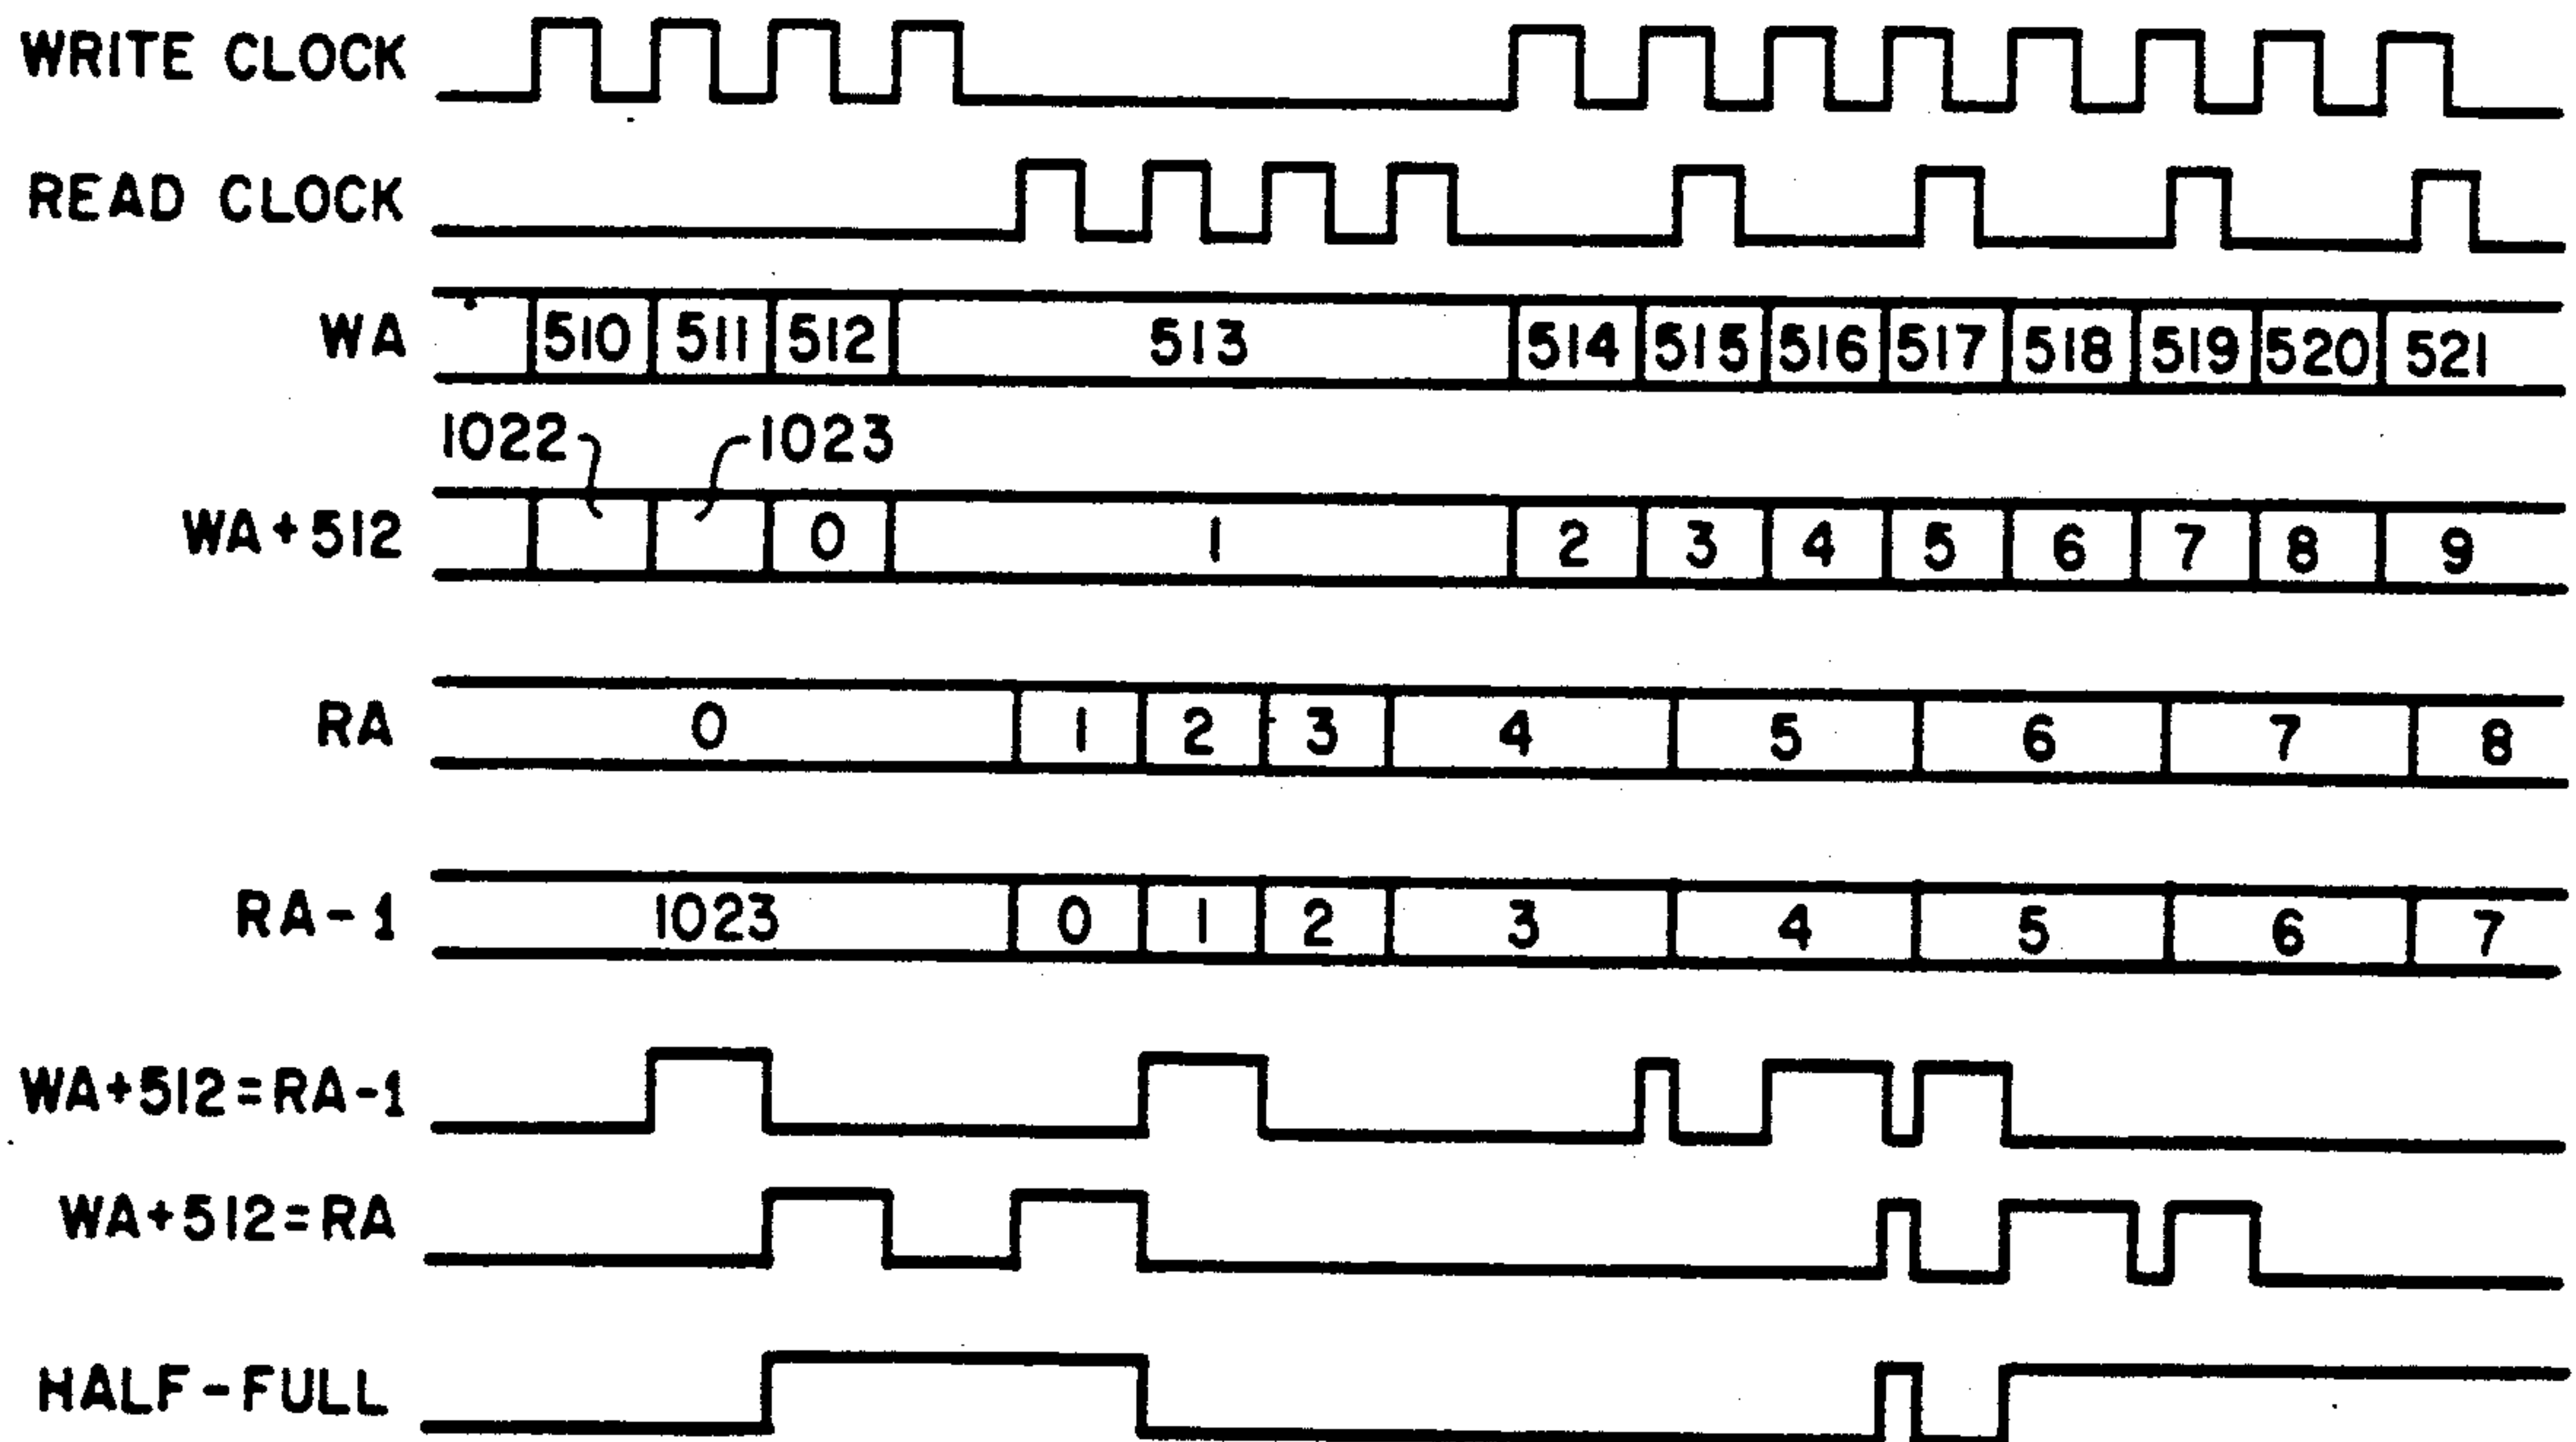 WRITE CLOCK
READ CLOCK
WA 510 511 512 513 514 515 516 517 518 519 520 521
1022 1023
WA+512 0 1 2 3 4 5 6 7 8 9
RA 0 1 2 3 4 5 6 7 8
RA-1 1023 0 1 2 3 4 5 6 7
WA+512=RA-1
WA+512=RA
HALF-FULL